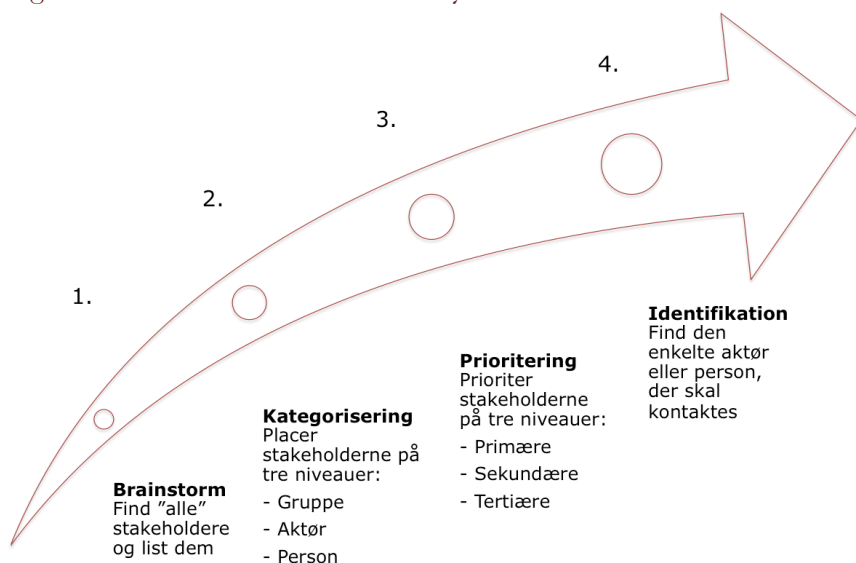 1.
Brainstorm
Find ”alle”
stakeholdere
og list dem
2.
Kategorisering
Placer
stakeholderne på
tre niveauer:
- Gruppe
- Aktør
- Person
3.
Prioritering
Prioriter
stakeholderne
på tre niveauer:
- Primære
- Sekundære
- Tertiære
4.
Identifikation
Find den
enkelte aktør
eller person,
der skal
kontaktes